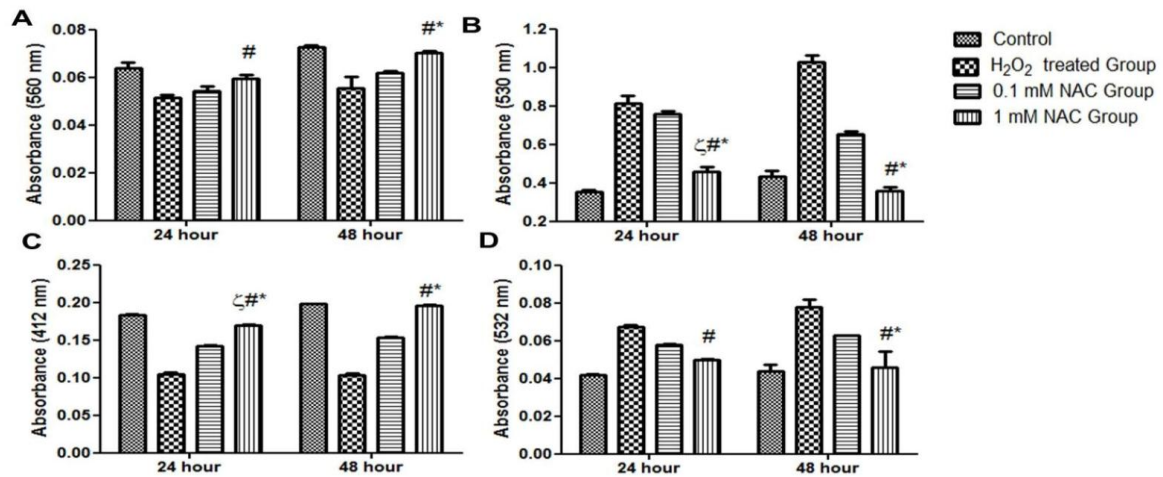 A
Absorbance (560 nm)
0.08
0.06
0.04
0.02
0.00
#
#*
24 hour
48 hour
B
Absorbance (530 nm)
1.2
1.0
0.8
0.6
0.4
0.2
ζ#*
#*
24 hour
48 hour
Control
H₂O₂ treated Group
0.1 mM NAC Group
1 mM NAC Group
C
Absorbance (412 nm)
0.25
0.20
0.15
0.10
0.05
0.00
ζ#*
#*
24 hour
48 hour
D
Absorbance (532 nm)
0.10
0.08
0.06
0.04
0.02
0.00
#
#*
24 hour
48 hour